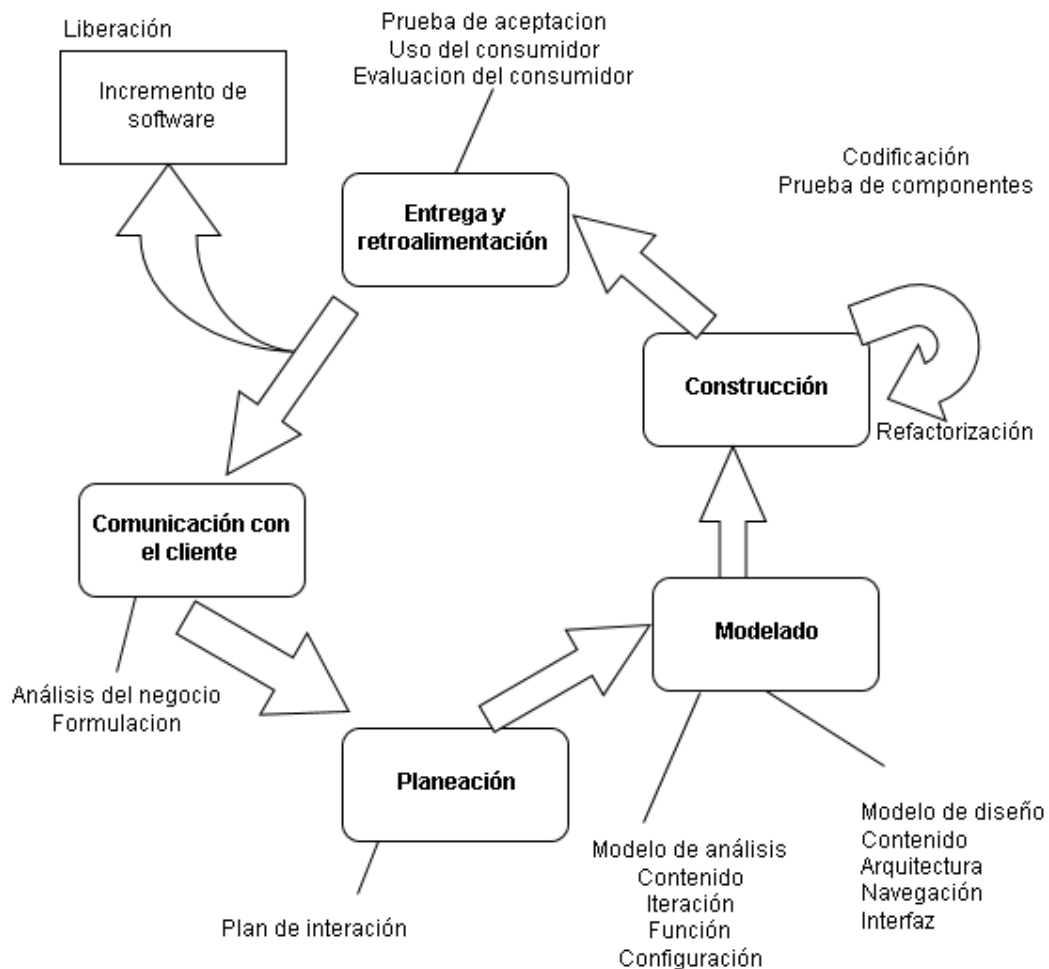 Liberación
Incremento de
software
Prueba de aceptacion
Uso del consumidor
Evaluacion del consumidor
Entrega y
retroalimentación
Codificación
Prueba de componentes
Construcción
Refactorización
Comunicación con
el cliente
Análisis del negocio
Formulacion
Planeación
Plan de interación
Modelado
Modelo de análisis
Contenido
Iteración
Función
Configuración
Modelo de diseño
Contenido
Arquitectura
Navegación
Interfaz